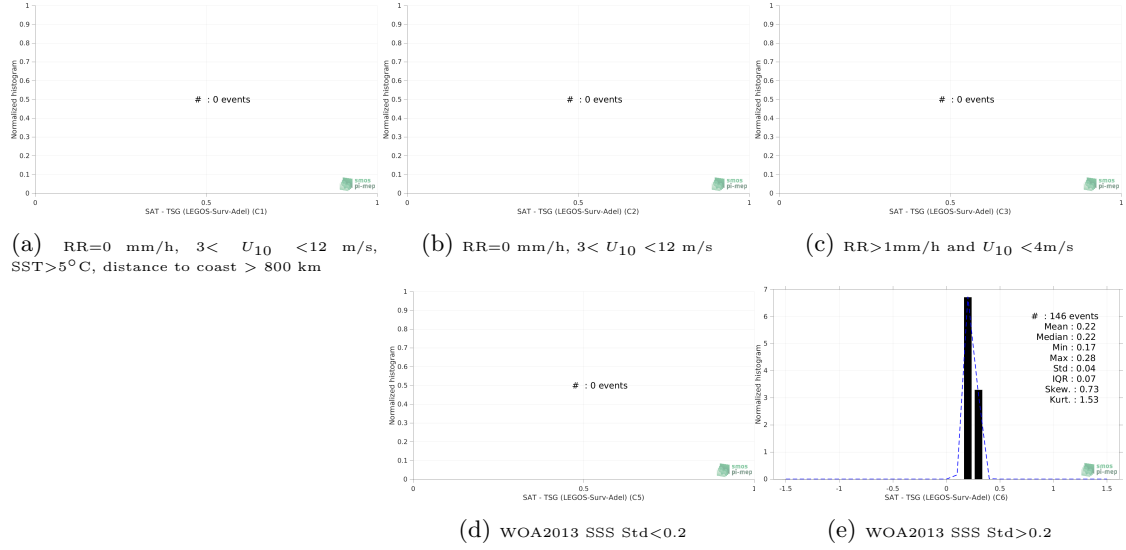 1
0.9
0.8
0.7
0.6
0.5
0.4
0.3
0.2
0.1
0
Normalized histogram
# : 0 events
0 0.5 1
SAT - TSG (LEGOS-Surv-Adel) (C1)
smos
pi-mep
1
0.9
0.8
0.7
0.6
0.5
0.4
0.3
0.2
0.1
0
Normalized histogram
# : 0 events
0 0.5 1
SAT - TSG (LEGOS-Surv-Adel) (C2)
smos
pi-mep
1
0.9
0.8
0.7
0.6
0.5
0.4
0.3
0.2
0.1
0
Normalized histogram
# : 0 events
0 0.5 1
SAT - TSG (LEGOS-Surv-Adel) (C3)
smos
pi-mep
(a) RR=0 mm/h, 3< U10 <12 m/s,
SST>5°C, distance to coast > 800 km
(b) RR=0 mm/h, 3< U10 <12 m/s
(c) RR>1mm/h and U10 <4m/s
1
0.9
0.8
0.7
0.6
0.5
0.4
0.3
0.2
0.1
0
Normalized histogram
# : 0 events
0 0.5 1
SAT - TSG (LEGOS-Surv-Adel) (C5)
smos
pi-mep
7
6
5
4
3
2
1
0
Normalized histogram
# : 146 events
Mean : 0.22
Median : 0.22
Min : 0.17
Max : 0.28
Std : 0.04
IQR : 0.07
Skew. : 0.73
Kurt. : 1.53
-1.5 -1 -0.5 0 0.5 1 1.5
SAT - TSG (LEGOS-Surv-Adel) (C6)
smos
pi-mep
(d) WOA2013 SSS Std<0.2
(e) WOA2013 SSS Std>0.2